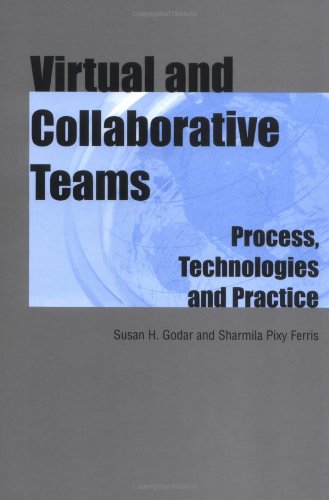 Virtual and
Collaborative
Teams
Process,
Technologies
and Practice
Susan H. Godar and Sharmila Pixy Ferris